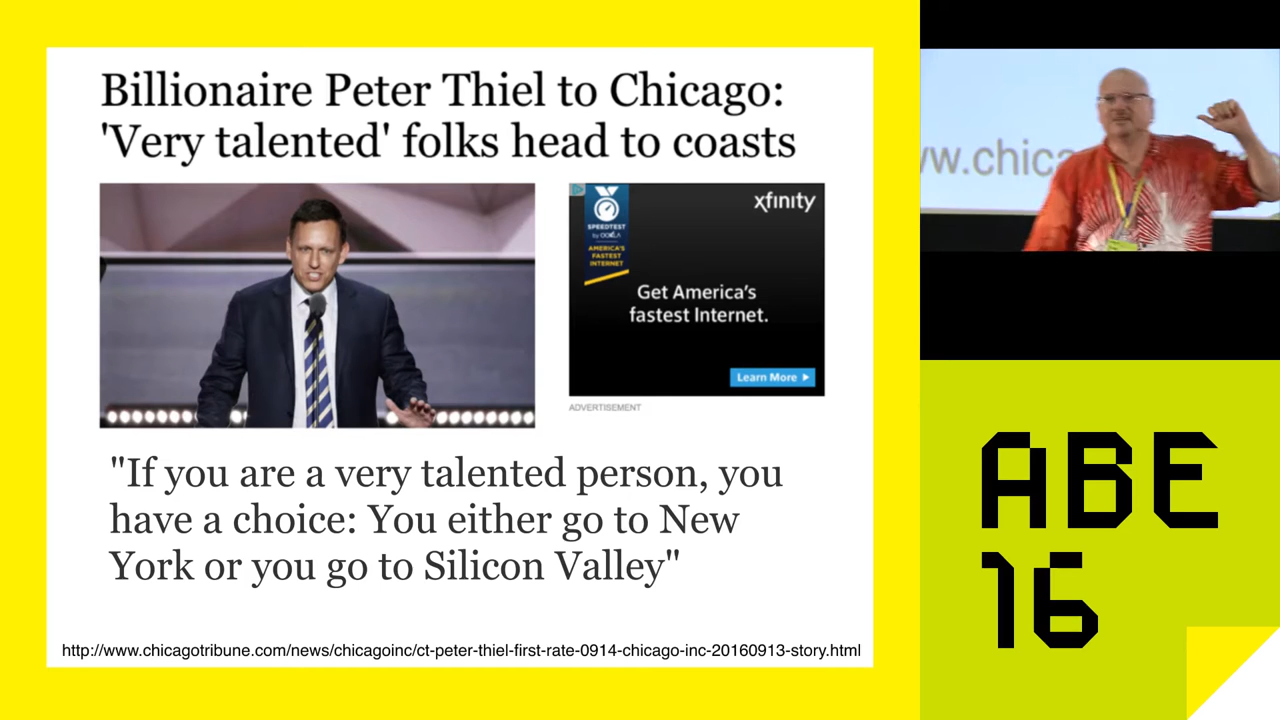 Billionaire Peter Thiel to Chicago:
'Very talented' folks head to coasts
SPEEDTEST
by OOKLA
AMERICA'S
FASTEST
INTERNET
xfinity
Get America's
fastest Internet.
Learn More
ADVERTISEMENT
"If you are a very talented person, you
have a choice: You either go to New
York or you go to Silicon Valley"
http://www.chicagotribune.com/news/chicagoinc/ct-peter-thiel-first-rate-0914-chicago-inc-20160913-story.html
ABE
16